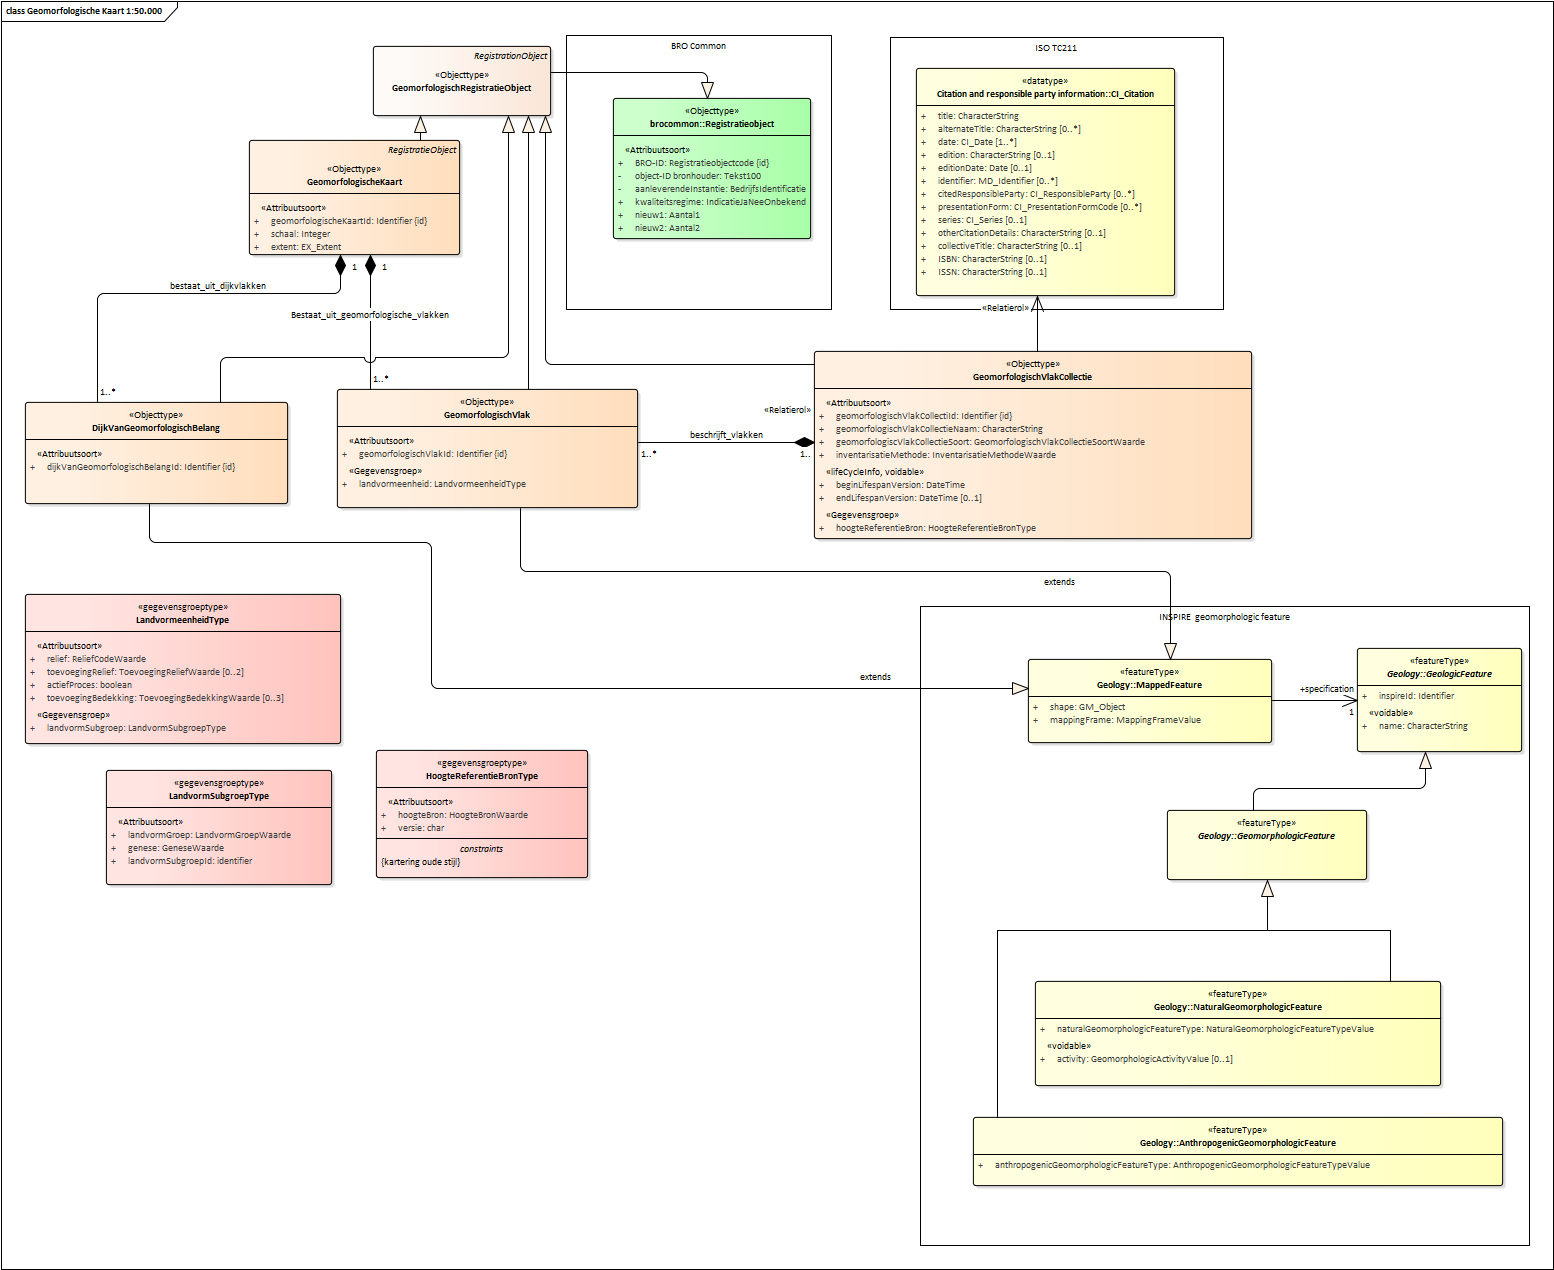 class Geomorfologische Kaart 1:50.000
RegistrationObject
«Objecttype»
GeomorfologischRegistratieObject
BRO Common
«Objecttype»
brocommon::Registratieobject
«Attribuutsoort»
+ BRO-ID: Registratieobjectcode {id}
- object-ID bronhouder: Tekst100
- aanleverendeInstantie: BedrijfsIdentificatie
+ kwaliteitsregime: IndicatieJaNeeOnbekend
+ nieuw1: Aantal1
+ nieuw2: Aantal2
ISO TC211
«datatype»
Citation and responsible party information::CI_Citation
+ title: CharacterString
+ alternateTitle: CharacterString [0..*]
+ date: CI_Date [1..*]
+ edition: CharacterString [0..1]
+ editionDate: Date [0..1]
+ identifier: MD_Identifier [0..*]
+ citedResponsibleParty: CI_ResponsibleParty [0..*]
+ presentationForm: CI_PresentationFormCode [0..*]
+ series: CI_Series [0..1]
+ otherCitationDetails: CharacterString [0..1]
+ collectiveTitle: CharacterString [0..1]
+ ISBN: CharacterString [0..1]
+ ISSN: CharacterString [0..1]
«Relatierol»
RegistratieObject
«Objecttype»
GeomorfologischeKaart
«Attribuutsoort»
+ geomorfologischeKaartId: Identifier {id}
+ schaal: Integer
+ extent: EX_Extent
1
1
bestaat_uit_dijkvlakken
Bestaat_uit_geomorfologische_vlakken
1..*
1..*
«Objecttype»
DijkVanGeomorfologischBelang
«Attribuutsoort»
+ dijkVanGeomorfologischBelangId: Identifier {id}
«Objecttype»
GeomorfologischVlak
«Attribuutsoort»
+ geomorfologischVlakId: Identifier {id}
«Gegevensgroep»
+ landvormeenheid: LandvormeenheidType
«Relatierol»
beschrijft_vlakken
1..*
1..
«Objecttype»
GeomorfologischVlakCollectie
«Attribuutsoort»
+ geomorfologischVlakCollectiId: Identifier {id}
+ geomorfologischVlakCollectieNaam: CharacterString
+ geomorfologiscVlakCollectieSoort: GeomorfologischVlakCollectieSoortWaarde
+ inventarisatieMethode: InventarisatieMethodeWaarde
«lifeCycleInfo, voidable»
+ beginLifespanVersion: DateTime
+ endLifespanVersion: DateTime [0..1]
«Gegevensgroep»
+ hoogteReferentieBron: HoogteReferentieBronType
extends
extends
«gegevensgroeptype»
LandvormeenheidType
«Attribuutsoort»
+ relief: ReliefCodeWaarde
+ toevoegingRelief: ToevoegingReliefWaarde [0..2]
+ actiefProces: boolean
+ toevoegingBedekking: ToevoegingBedekkingWaarde [0..3]
«Gegevensgroep»
+ landvormSubgroep: LandvormSubgroepType
«gegevensgroeptype»
LandvormSubgroepType
«Attribuutsoort»
+ landvormGroep: LandvormGroepWaarde
+ genese: GeneseWaarde
+ landvormSubgroepId: identifier
«gegevensgroeptype»
HoogteReferentieBronType
«Attribuutsoort»
+ hoogteBron: HoogteBronWaarde
+ versie: char
constraints
{kartering oude stijl}
INSPIRE geomorphologic feature
«featureType»
Geology::MappedFeature
+ shape: GM_Object
+ mappingFrame: MappingFrameValue
+specification
1
«featureType»
Geology::GeologicFeature
+ inspireId: Identifier
«voidable»
+ name: CharacterString
«featureType»
Geology::GeomorphologicFeature
«featureType»
Geology::NaturalGeomorphologicFeature
+ naturalGeomorphologicFeatureType: NaturalGeomorphologicFeatureTypeValue
«voidable»
+ activity: GeomorphologicActivityValue [0..1]
«featureType»
Geology::AnthropogenicGeomorphologicFeature
+ anthropogenicGeomorphologicFeatureType: AnthropogenicGeomorphologicFeatureTypeValue